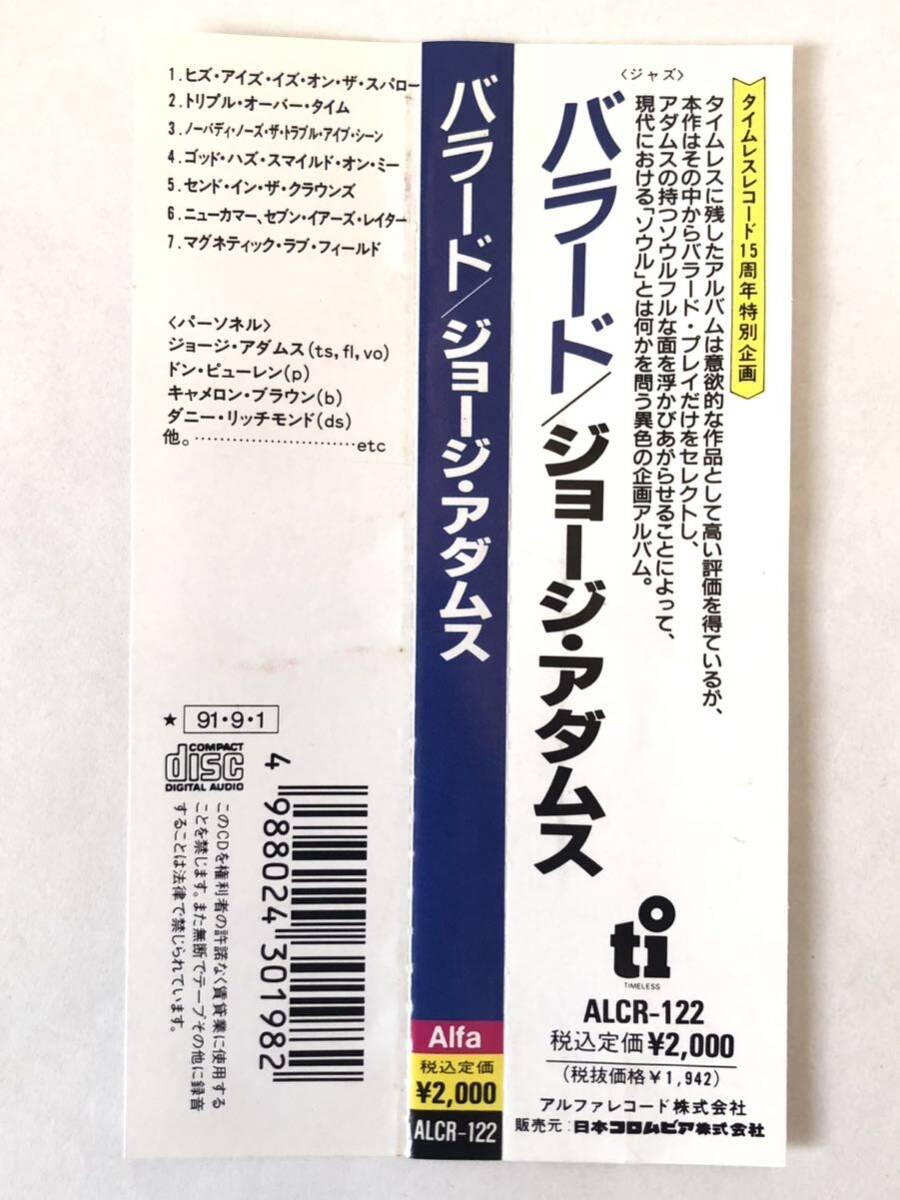 1.ヒズ・アイズ・イズ・オン・ザ・スパロー
2.トリプル・オーバー・タイム
3.ノーバディ・ノーズ・ザ・トラブル・アイブ・シーン
4.ゴッド・ハズ・スマイルド・オン・ミー
5.センド・イン・ザ・クラウンズ
6.ニューカマー、セブン・イアーズ・レイター
7.マグネティック・ラブ・フィールド
〈パーソネル〉
ジョージ・アダムス(ts,fl,vo)
ドン・ピューレン(p)
キャメロン・ブラウン(b)
ダニー・リッチモンド(ds)
他。………………………etc
★ 91・9・1
COMPACT
disc
DIGITAL AUDIO
このCDを権利者の許諾なく賃貸業に使用する
ことを禁じます。また無断でテープその他に録音
することは法律で禁じられています。
4 988024 301982
バラード/ジョージ・アダムス
Alfa
税込定価
¥2,000
ALCR-122
タイムレスレコード15周年特別企画
〈ジャズ〉
タイムレスに残したアルバムは意欲的な作品として高い評価を得ているが、
本作はその中からバラード・プレイだけをセレクトし、
アダムスの持つソウルフルな面を浮かびあがらせることによって、
現代における「ソウル」とは何かを問う異色の企画アルバム。
バラード/ジョージ・アダムス
ti
TIMELESS
ALCR-122
税込定価¥2,000
(税抜価格¥1,942)
アルファレコード株式会社
販売元:日本コロムビア株式会社